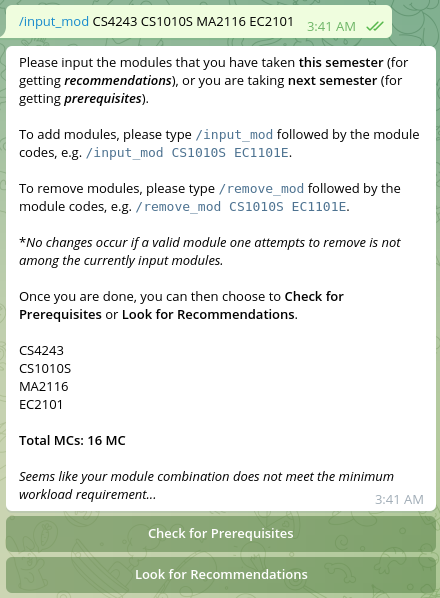 /input_mod CS4243 CS1010S MA2116 EC2101
3:41 AM
Please input the modules that you have taken this semester (for
getting recommendations), or you are taking next semester (for
getting prerequisites).
To add modules, please type /input_mod followed by the module
codes, e.g. /input_mod CS1010S EC1101E.
To remove modules, please type /remove_mod followed by the
module codes, e.g. /remove_mod CS1010S EC1101E.
*No changes occur if a valid module one attempts to remove is not
among the currently input modules.
Once you are done, you can then choose to Check for
Prerequisites or Look for Recommendations.
CS4243
CS1010S
MA2116
EC2101
Total MCs: 16 MC
Seems like your module combination does not meet the minimum
workload requirement...
3:41 AM
Check for Prerequisites
Look for Recommendations